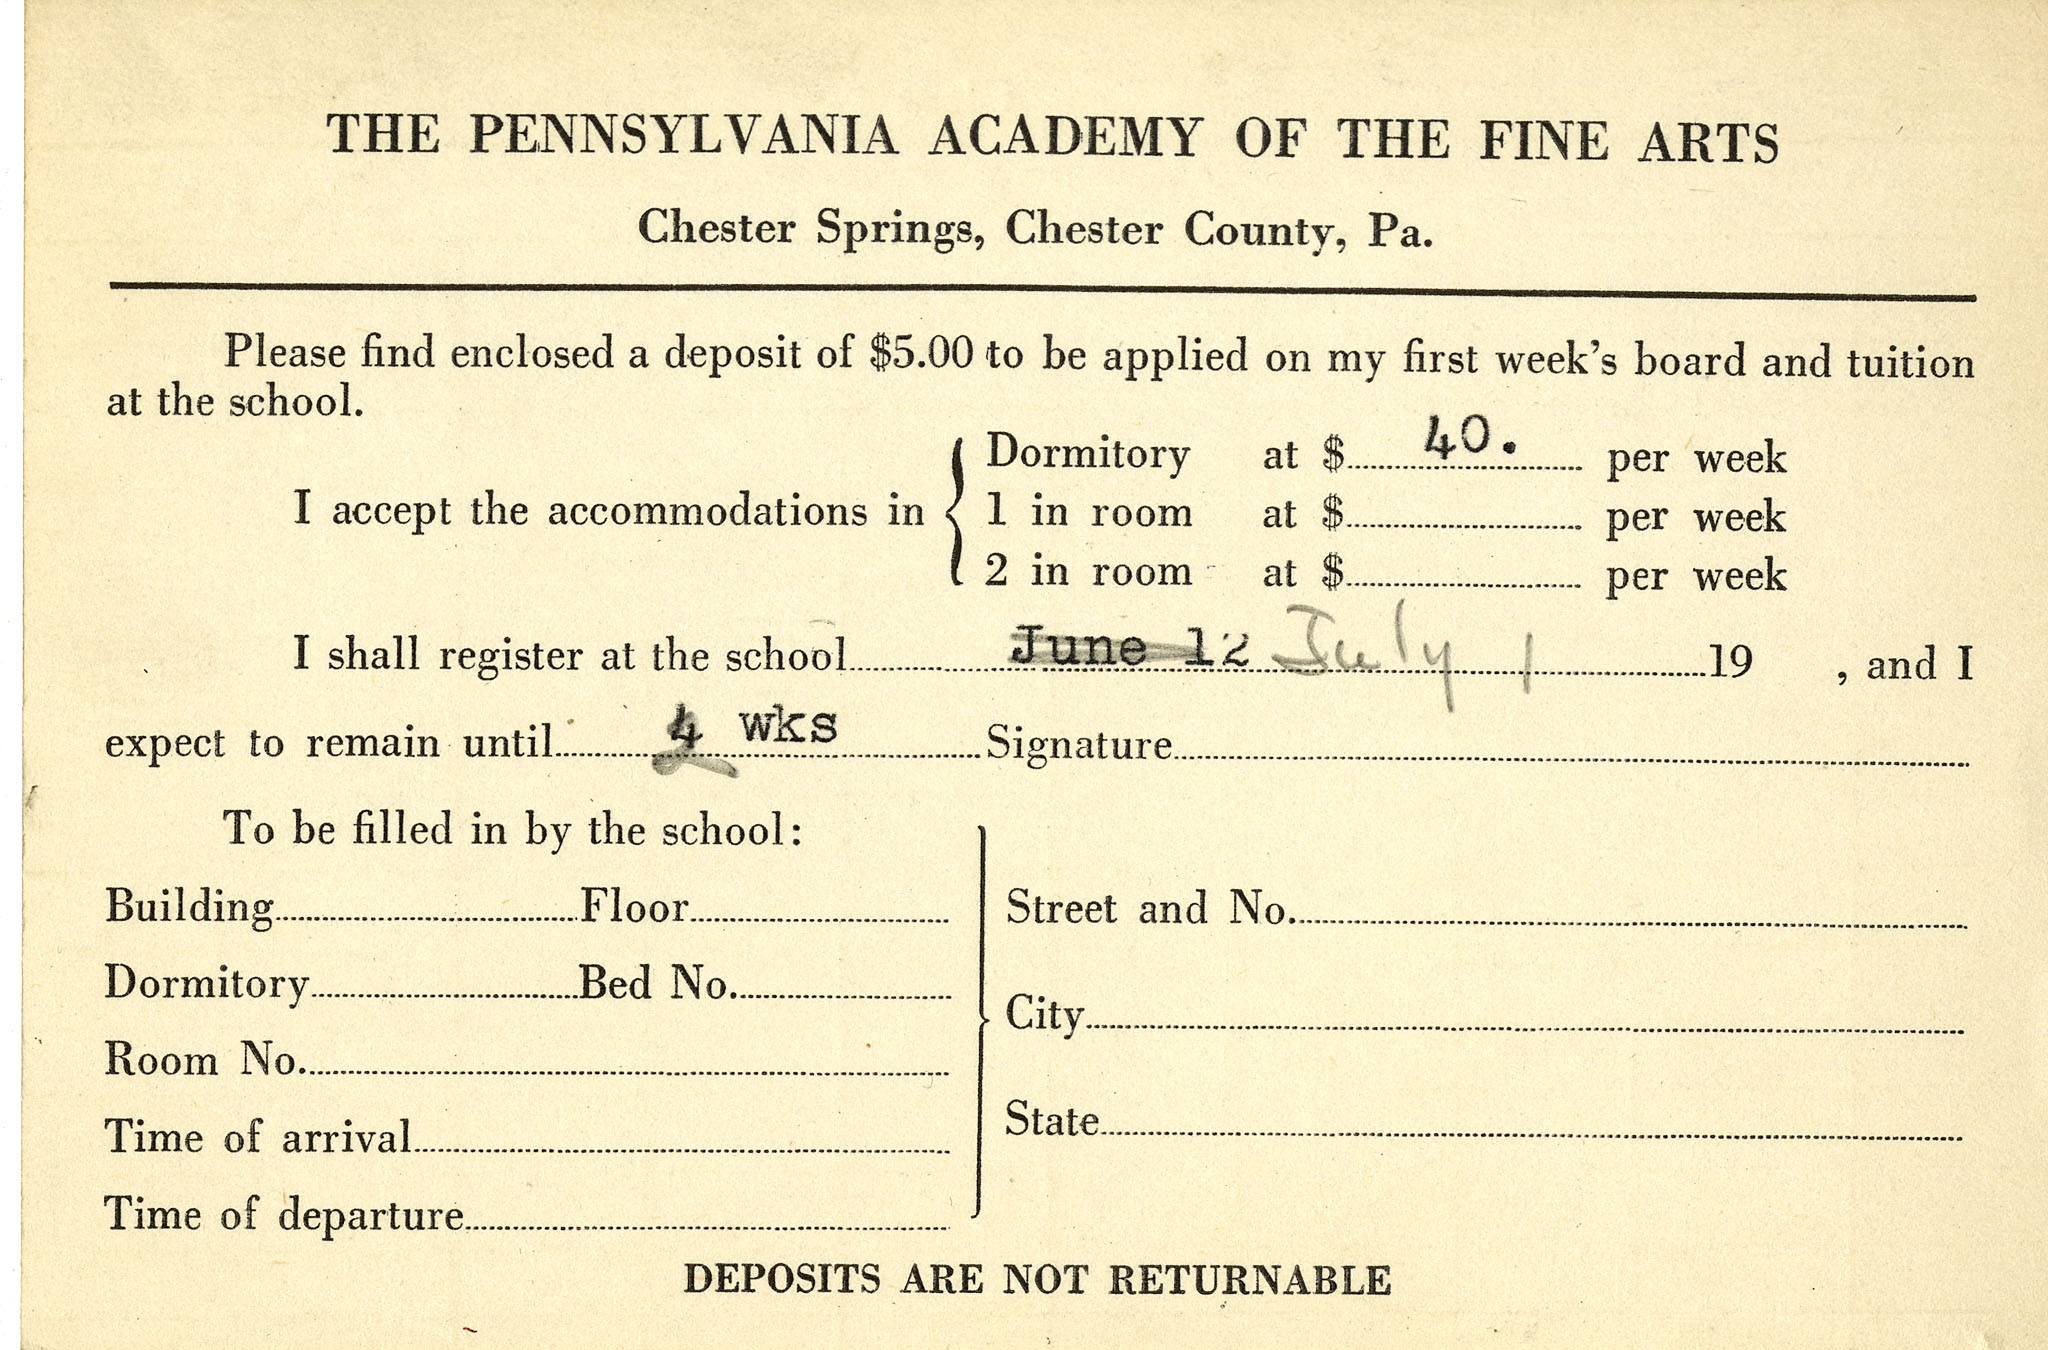 THE PENNSYLVANIA ACADEMY OF THE FINE ARTS
Chester Springs, Chester County, Pa.
Please find enclosed a deposit of $5.00 to be applied on my first week's board and tuition
at the school.
Dormitory at $ 40. per week
I accept the accommodations in 1 in room at $ per week
2 in room at $ per week
I shall register at the school June 12 July 1 19 , and I
expect to remain until 4 2 wks Signature
To be filled in by the school:
Building Floor Street and No.
Dormitory Bed No.
City
Room No.
State
Time of arrival
Time of departure
DEPOSITS ARE NOT RETURNABLE